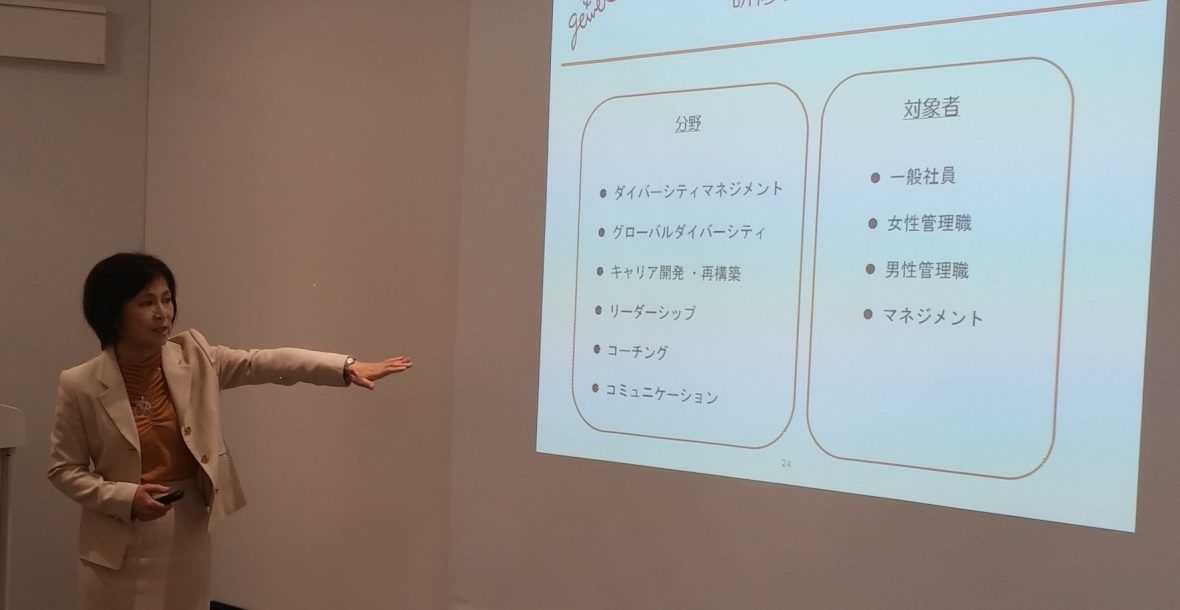 研修
分野
● ダイバーシティマネジメント
● グローバルダイバーシティ
● キャリア開発・再構築
● リーダーシップ
● コーチング
● コミュニケーション
対象者
● 一般社員
● 女性管理職
● 男性管理職
● マネジメント
24